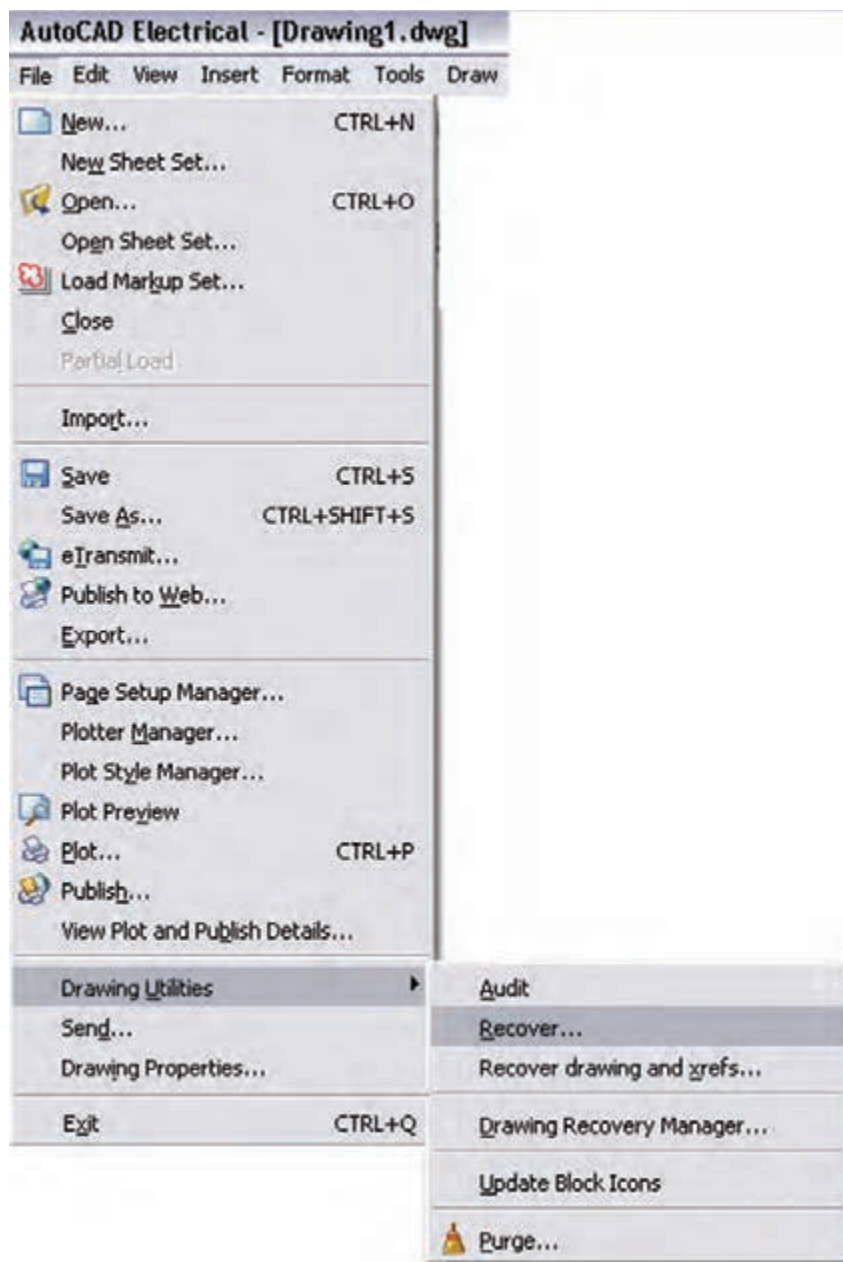 AutoCAD Electrical - [Drawing1.dwg]
File Edit View Insert Format Tools Draw
New... CTRL+N
New Sheet Set...
Open... CTRL+O
Open Sheet Set...
Load Markup Set...
Close
Partial Load
Import...
Save CTRL+S
Save As... CTRL+SHIFT+S
eTransmit...
Publish to Web...
Export...
Page Setup Manager...
Plotter Manager...
Plot Style Manager...
Plot Preview
Plot... CTRL+P
Publish...
View Plot and Publish Details...
Drawing Utilities
Send...
Drawing Properties...
Exit CTRL+Q
Audit
Recover...
Recover drawing and xrefs...
Drawing Recovery Manager...
Update Block Icons
Purge...